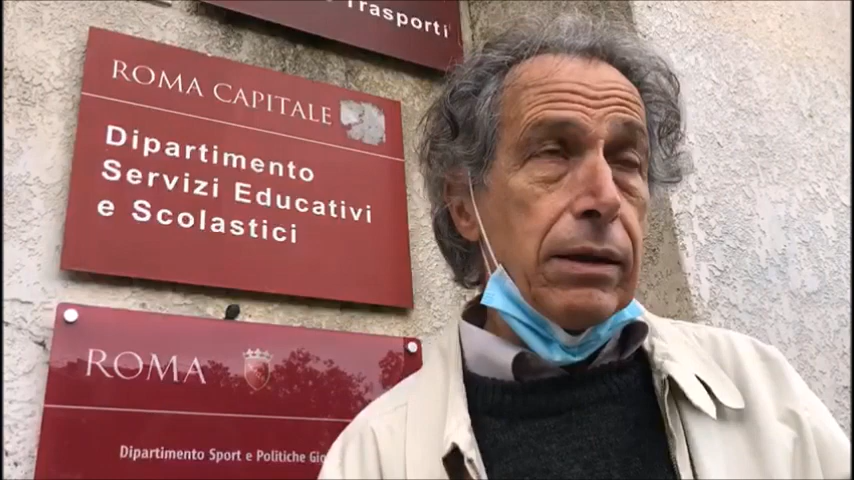 Trasporti
ROMA CAPITALE
Dipartimento
Servizi Educativi
e Scolastici
ROMA
Dipartimento Sport e Politiche Gio